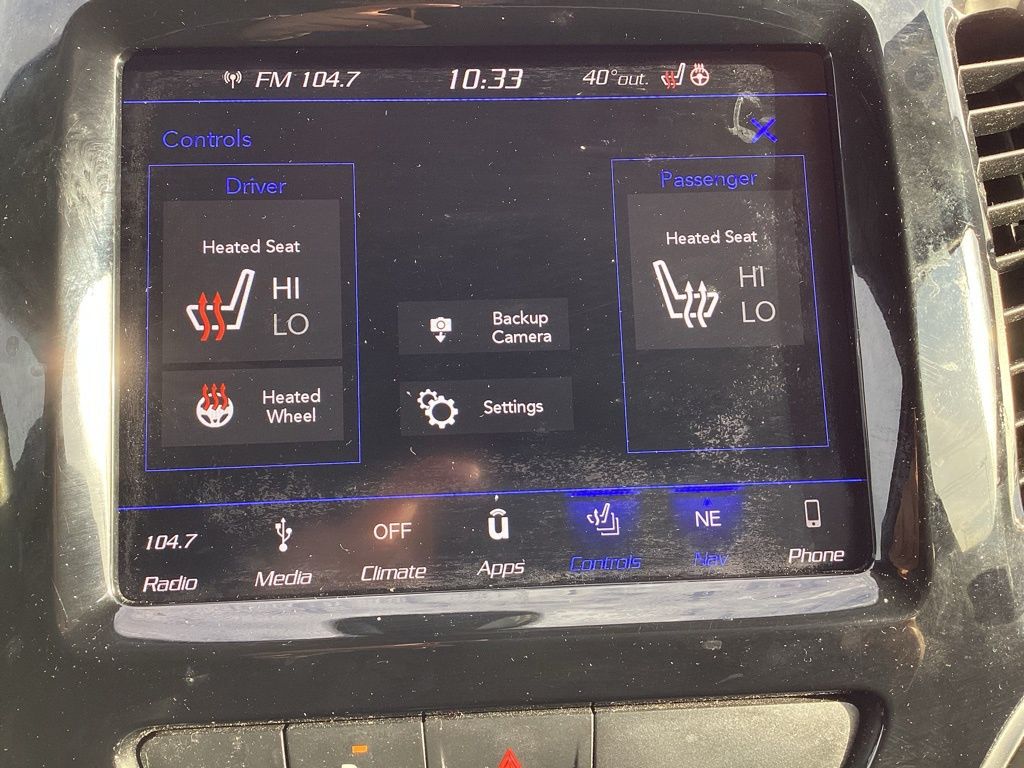 FM 104.7
10:33
40°out.
Controls
Driver
Heated Seat
HI
LO
Heated
Wheel
Backup
Camera
Settings
Passenger
Heated Seat
HI
LO
104.7
Radio
Media
OFF
Climate
u
Apps
Controls
NE
Nav
Phone